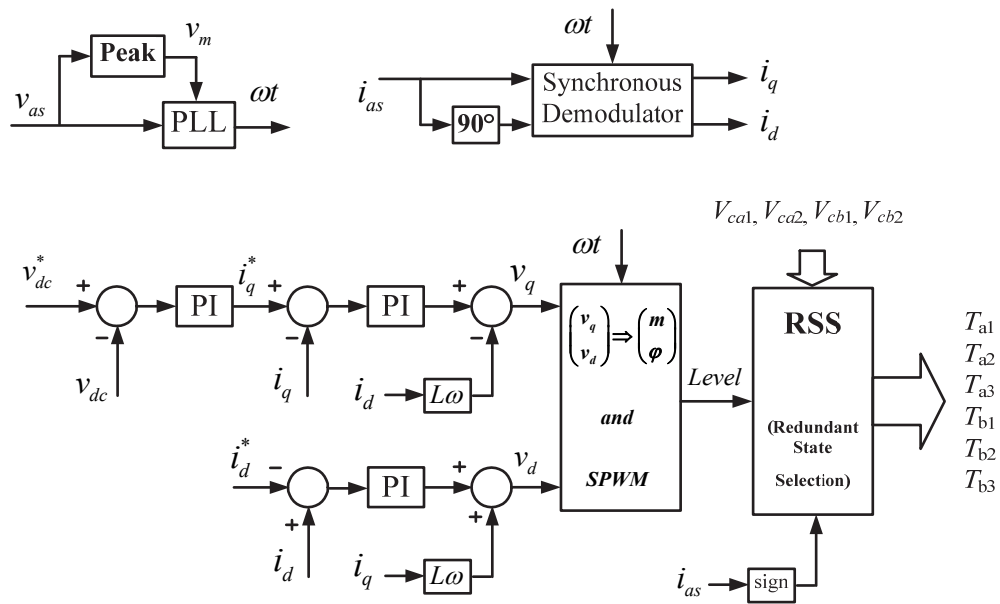 v_m
Peak
v_as
PLL
ωt
ωt
i_as
90°
Synchronous
Demodulator
i_q
i_d
V_ca1, V_ca2, V_cb1, V_cb2
v*_dc
+
−
v_dc
PI
i*_q
+
−
i_q
PI
+
−
v_q
i_d
Lω
ωt
(v_q v_d) ⇒ (m φ)
and
SPWM
Level
RSS
(Redundant
State
Selection)
T_a1
T_a2
T_a3
T_b1
T_b2
T_b3
i*_d
−
+
i_d
PI
+
+
v_d
i_q
Lω
i_as
sign